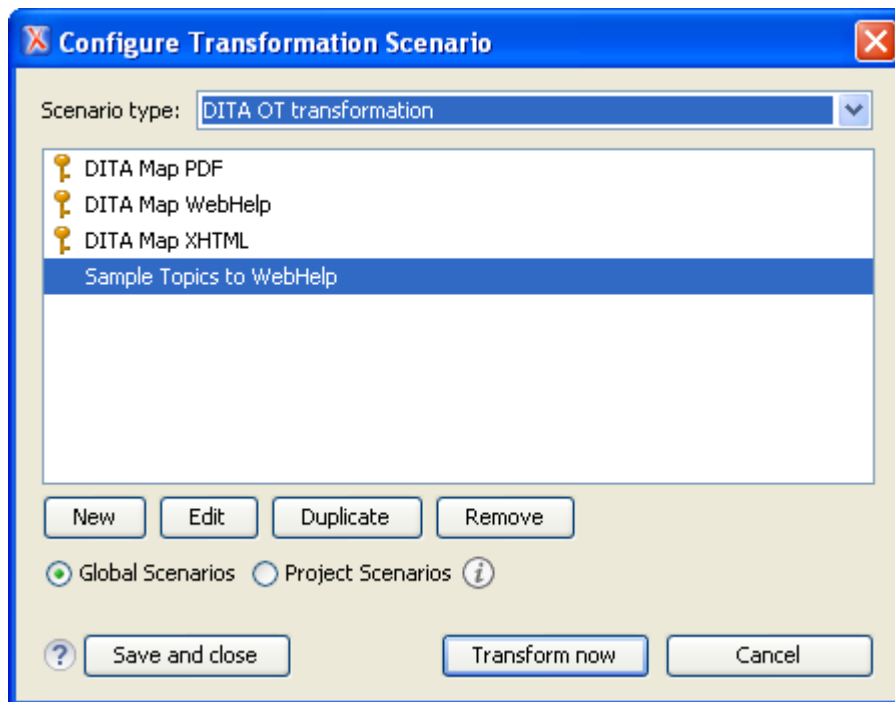 Configure Transformation Scenario
Scenario type: DITA OT transformation
DITA Map PDF
DITA Map WebHelp
DITA Map XHTML
Sample Topics to WebHelp
New Edit Duplicate Remove
Global Scenarios Project Scenarios i
? Save and close Transform now Cancel